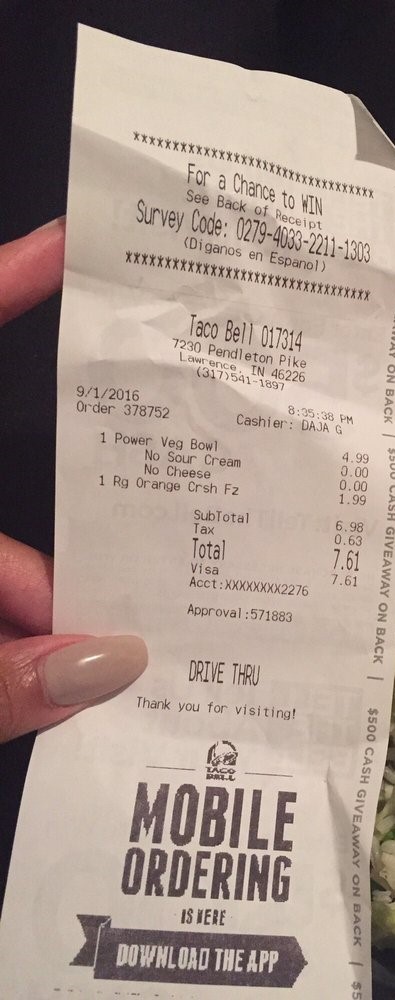 xxxxxxxxxxxxxxxxxxxxxxxxxxxxxxxxxx
For a Chance to WIN
See Back of Receipt
Survey Code: 0279-4033-2211-1303
(Diganos en Espanol)
xxxxxxxxxxxxxxxxxxxxxxxxxxxxxxxxxx
Taco Bell 017314
7230 Pendleton Pike
Lawrence, IN 46226
(317)541-1897
9/1/2016 8:35:38 PM
Order 378752 Cashier: DAJA G
1 Power Veg Bowl 4.99
No Sour Cream 0.00
No Cheese 0.00
1 Rg Orange Crsh Fz 1.99
SubTotal 6.98
Tax 0.63
Total 7.61
Visa 7.61
Acct:XXXXXXXX2276
Approval:571883
DRIVE THRU
Thank you for visiting!
TACO
BELL
MOBILE
ORDERING
IS HERE
DOWNLOAD THE APP
AWAY ON BACK | $500 CASH GIVEAWAY ON BACK | $500 CASH GIVEAWAY ON BACK | $5